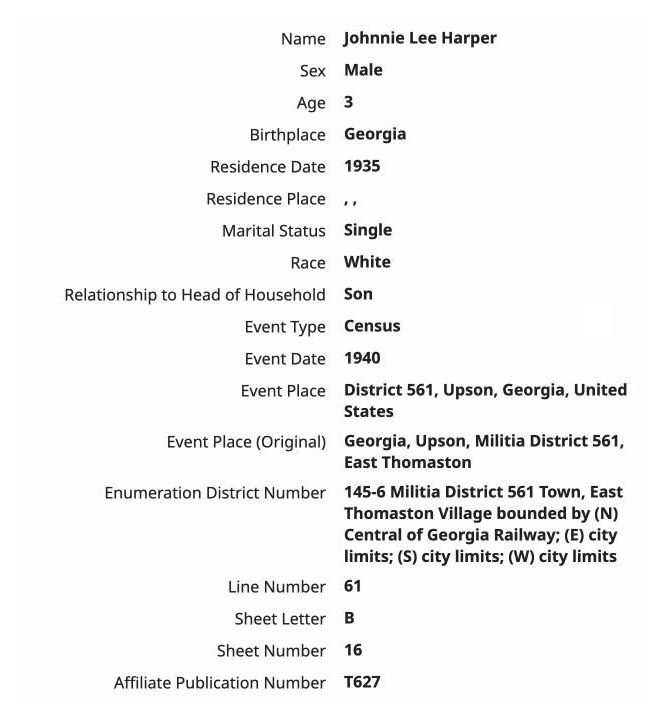 Name Johnnie Lee Harper
Sex Male
Age 3
Birthplace Georgia
Residence Date 1935
Residence Place , ,
Marital Status Single
Race White
Relationship to Head of Household Son
Event Type Census
Event Date 1940
Event Place District 561, Upson, Georgia, United
States
Event Place (Original) Georgia, Upson, Militia District 561,
East Thomaston
Enumeration District Number 145-6 Militia District 561 Town, East
Thomaston Village bounded by (N)
Central of Georgia Railway; (E) city
limits; (S) city limits; (W) city limits
Line Number 61
Sheet Letter B
Sheet Number 16
Affiliate Publication Number T627